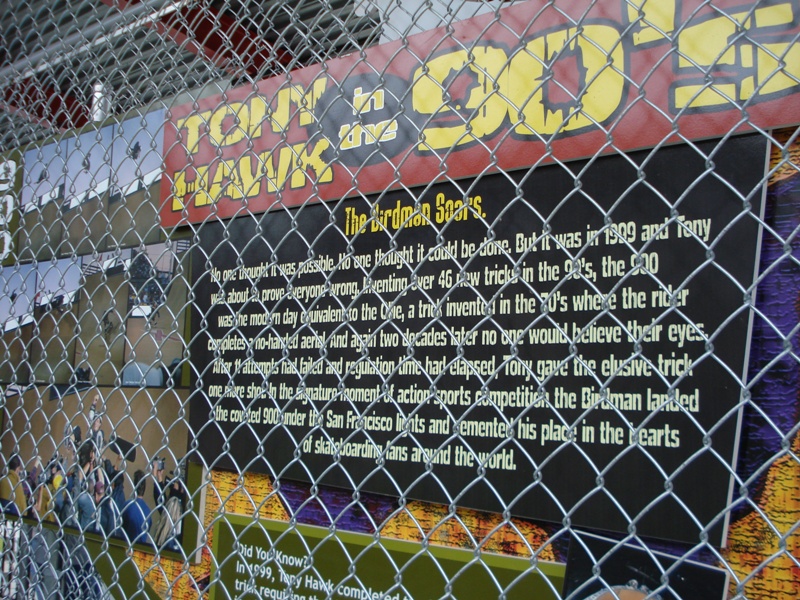 TONY HAWK in the 90's
The Birdman Soars.
No one thought it was possible. No one thought it could be done. But it was in 1999 and Tony
was about to prove everyone wrong. Inventing over 46 new tricks in the 90's, the 900
was the modern day equivalent to the One, a trick invented in the 70's where the rider
completes a no-handed aerial. And again two decades later no one would believe their eyes.
After 11 attempts had failed and regulation time had elapsed, Tony gave the elusive trick
one more shot. In the signature moment of action sports competition the Birdman landed
the coveted 900 under the San Francisco lights and cemented his place in the hearts
of skateboarding fans around the world.
Did You Know?
In 1999, Tony Hawk completed
trick requiring